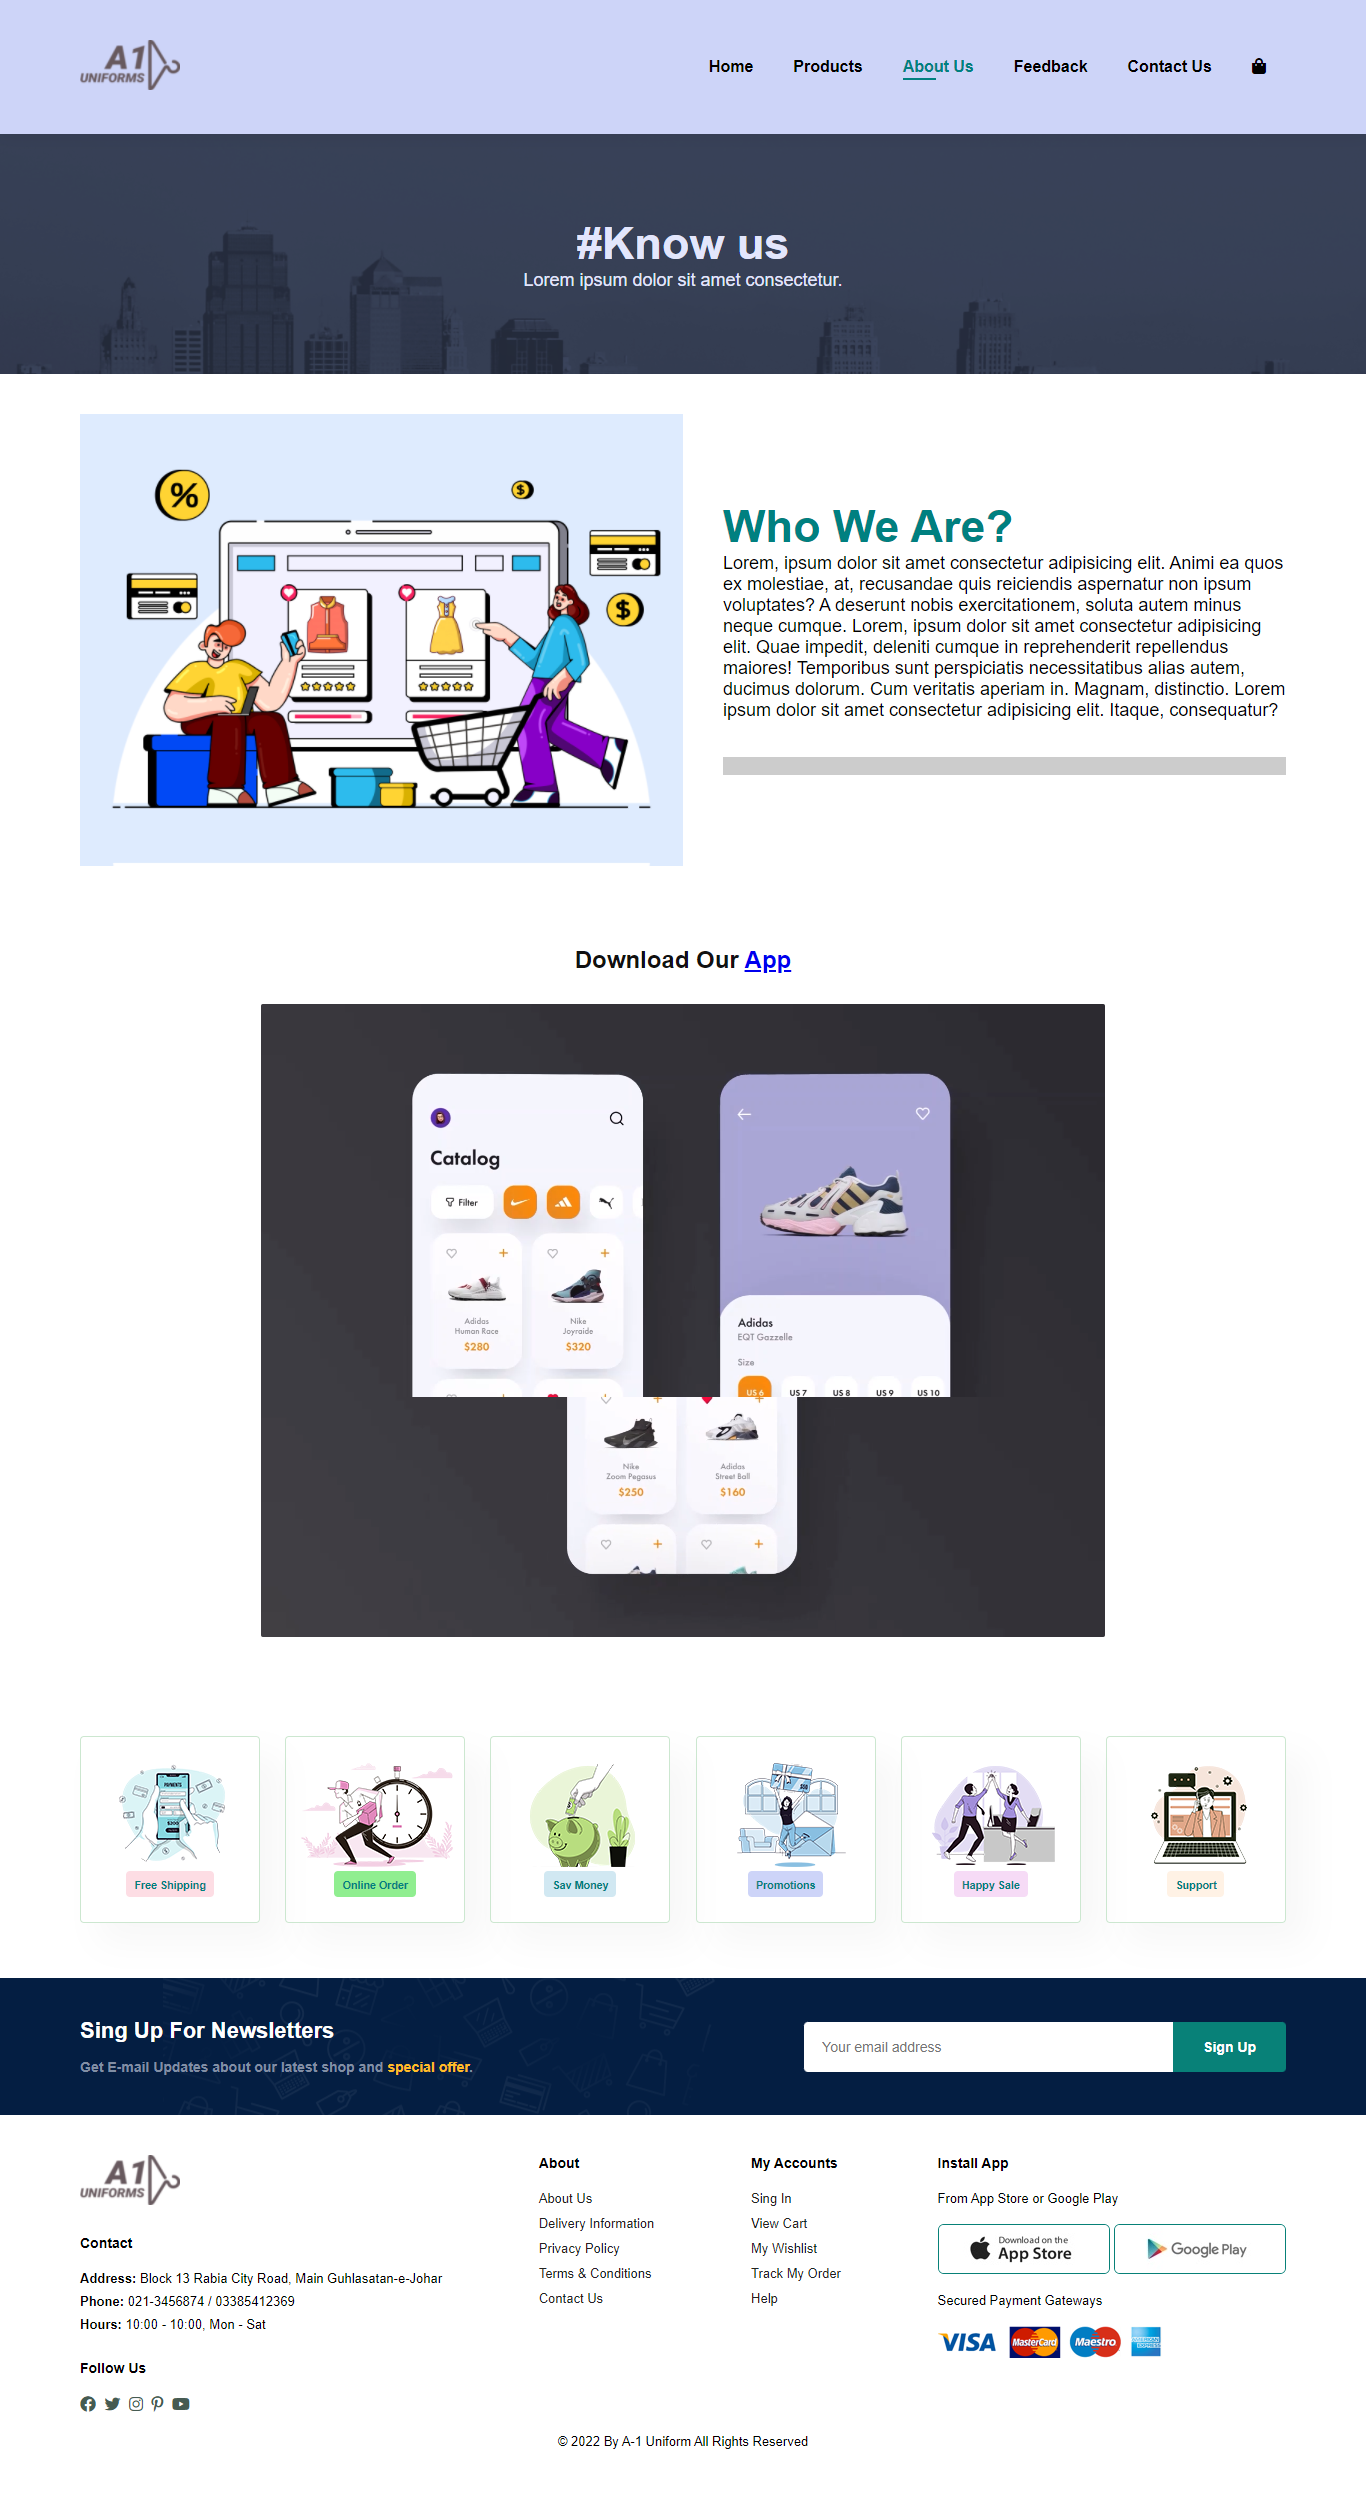 A1
UNIFORMS
Home
Products
About Us
Feedback
Contact Us
#Know us
Lorem ipsum dolor sit amet consectetur.
%
$
$
Who We Are?
Lorem, ipsum dolor sit amet consectetur adipisicing elit. Animi ea quos
ex molestiae, at, recusandae quis reiciendis aspernatur non ipsum
voluptates? A deserunt nobis exercitationem, soluta autem minus
neque cumque. Lorem, ipsum dolor sit amet consectetur adipisicing
elit. Quae impedit, deleniti cumque in reprehenderit repellendus
maiores! Temporibus sunt perspiciatis necessitatibus alias autem,
ducimus dolorum. Cum veritatis aperiam in. Magnam, distinctio. Lorem
ipsum dolor sit amet consectetur adipisicing elit. Itaque, consequatur?
Download Our App
Catalog
Filter
Adidas
Human Race
$280
Nike
Joyraide
$320
Adidas
EQT Gazzelle
Size
US 6
US 7
US 8
US 9
US 10
Nike
Zoom Pegasus
$250
Adidas
Street Ball
$160
PAYMENTS
$200
Free Shipping
Online Order
Sav Money
$50
Promotions
Happy Sale
Support
Sing Up For Newsletters
Get E-mail Updates about our latest shop and special offer.
Your email address
Sign Up
A1
UNIFORMS
Contact
Address: Block 13 Rabia City Road, Main Guhlasatan-e-Johar
Phone: 021-3456874 / 03385412369
Hours: 10:00 - 10:00, Mon - Sat
Follow Us
About
About Us
Delivery Information
Privacy Policy
Terms & Conditions
Contact Us
My Accounts
Sing In
View Cart
My Wishlist
Track My Order
Help
Install App
From App Store or Google Play
Download on the
App Store
Google Play
Secured Payment Gateways
VISA
MasterCard
Maestro
AMERICAN
EXPRESS
© 2022 By A-1 Uniform All Rights Reserved